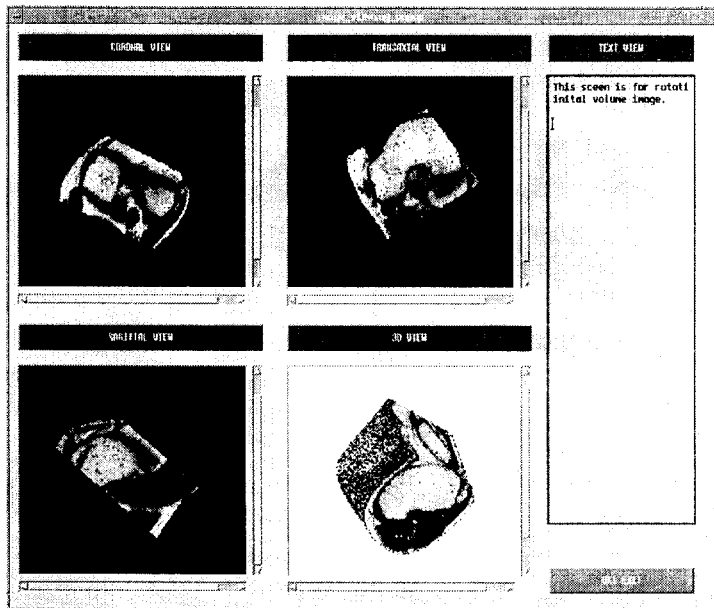 CORONAL VIEW
TRANSAXIAL VIEW
TEXT VIEW
This sceen is for rotati
inital volume image.
SAGITTAL VIEW
3D VIEW